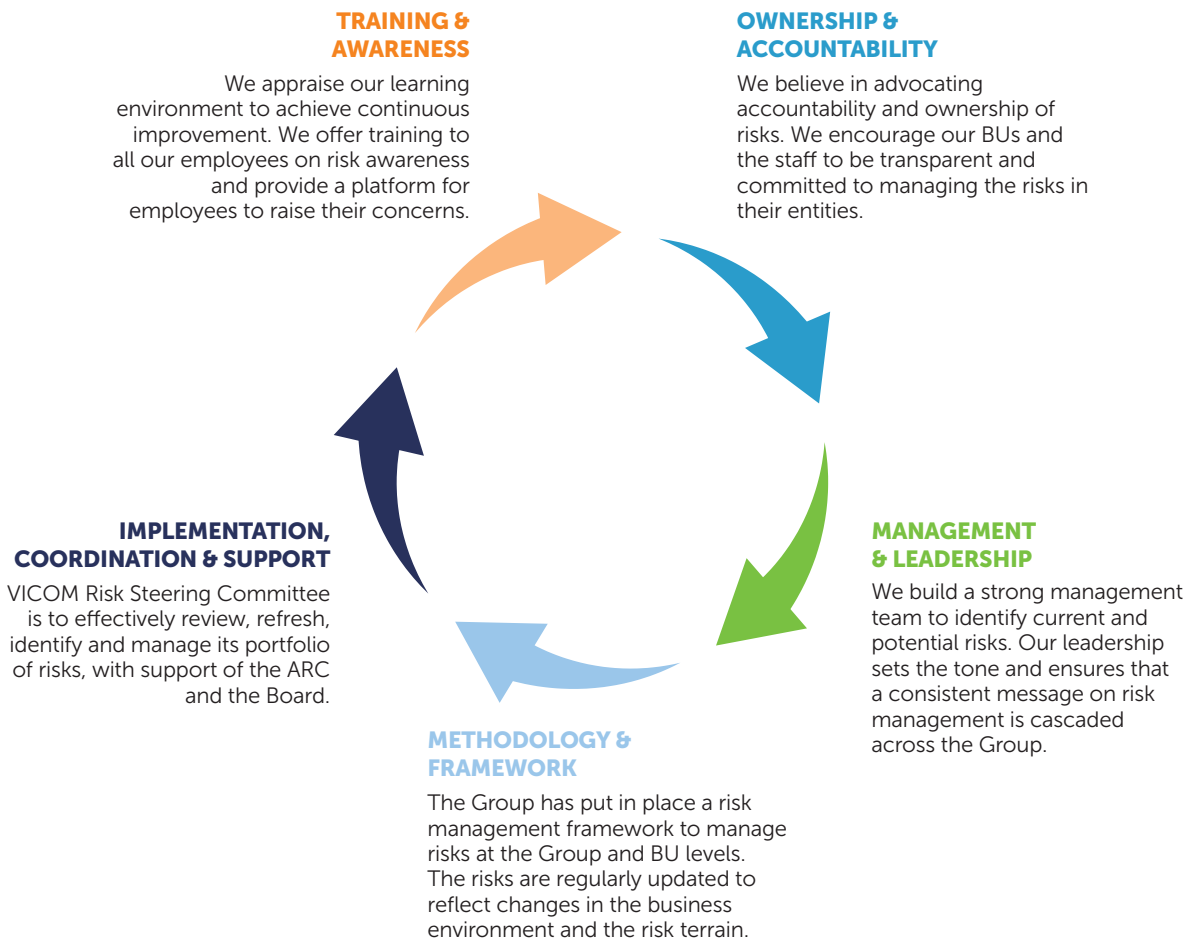 TRAINING &
AWARENESS
We appraise our learning
environment to achieve continuous
improvement. We offer training to
all our employees on risk awareness
and provide a platform for
employees to raise their concerns.
OWNERSHIP &
ACCOUNTABILITY
We believe in advocating
accountability and ownership of
risks. We encourage our BUs and
the staff to be transparent and
committed to managing the risks in
their entities.
MANAGEMENT
& LEADERSHIP
We build a strong management
team to identify current and
potential risks. Our leadership
sets the tone and ensures that
a consistent message on risk
management is cascaded
across the Group.
METHODOLOGY &
FRAMEWORK
The Group has put in place a risk
management framework to manage
risks at the Group and BU levels.
The risks are regularly updated to
reflect changes in the business
environment and the risk terrain.
IMPLEMENTATION,
COORDINATION & SUPPORT
VICOM Risk Steering Committee
is to effectively review, refresh,
identify and manage its portfolio
of risks, with support of the ARC
and the Board.